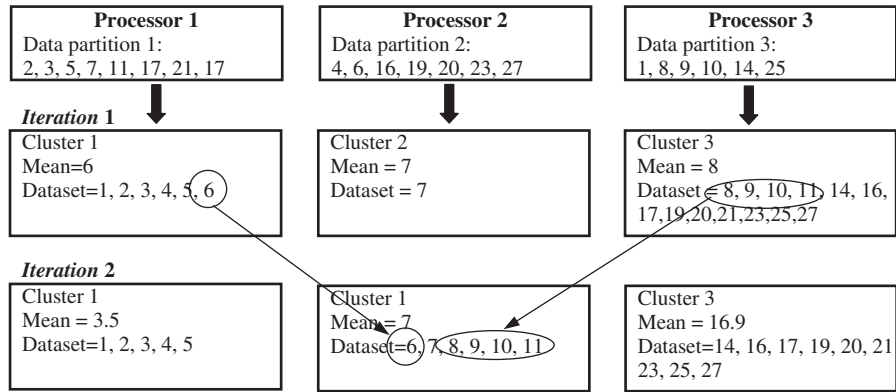 Processor 1
Data partition 1:
2, 3, 5, 7, 11, 17, 21, 17
Processor 2
Data partition 2:
4, 6, 16, 19, 20, 23, 27
Processor 3
Data partition 3:
1, 8, 9, 10, 14, 25
Iteration 1
Cluster 1
Mean=6
Dataset=1, 2, 3, 4, 5, 6
Cluster 2
Mean = 7
Dataset = 7
Cluster 3
Mean = 8
Dataset = 8, 9, 10, 11, 14, 16,
17,19,20,21,23,25,27
Iteration 2
Cluster 1
Mean = 3.5
Dataset=1, 2, 3, 4, 5
Cluster 1
Mean = 7
Dataset=6, 7, 8, 9, 10, 11
Cluster 3
Mean = 16.9
Dataset=14, 16, 17, 19, 20, 21
23, 25, 27